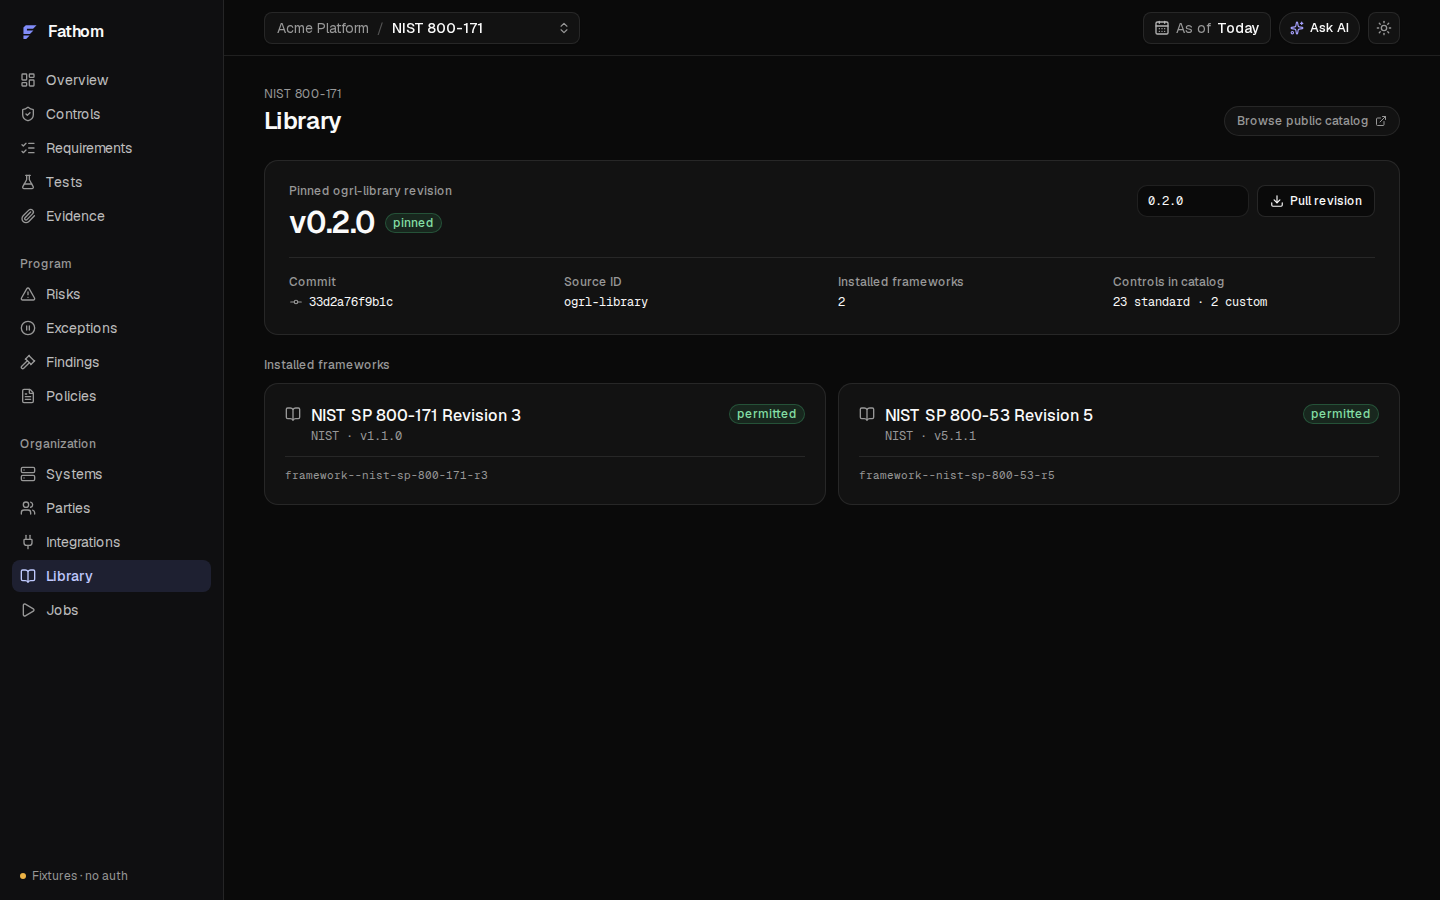 Fathom
Overview
Controls
Requirements
Tests
Evidence
Program
Risks
Exceptions
Findings
Policies
Organization
Systems
Parties
Integrations
Library
Jobs
Fixtures · no auth
Acme Platform / NIST 800-171
As of Today
Ask AI
NIST 800-171
Library
Browse public catalog
Pinned ogrl-library revision
v0.2.0 pinned
0.2.0
Pull revision
Commit
33d2a76f9b1c
Source ID
ogrl-library
Installed frameworks
2
Controls in catalog
23 standard · 2 custom
Installed frameworks
NIST SP 800-171 Revision 3
permitted
NIST · v1.1.0
framework--nist-sp-800-171-r3
NIST SP 800-53 Revision 5
permitted
NIST · v5.1.1
framework--nist-sp-800-53-r5